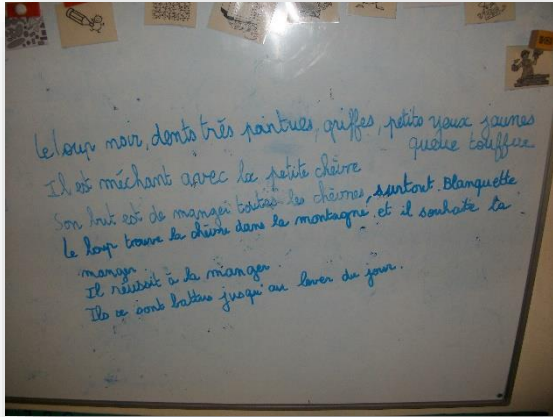 Le loup noir, dents très pointues, griffes, petits yeux jaunes
queue touffue
Il est méchant avec la petite chèvre
Son but est de manger toutes les chèvres, surtout Blanquette
Le loup trouve la chèvre dans la montagne et il souhaite la
manger
Il réussit à la manger
Ils se sont battus jusqu'au lever du jour.